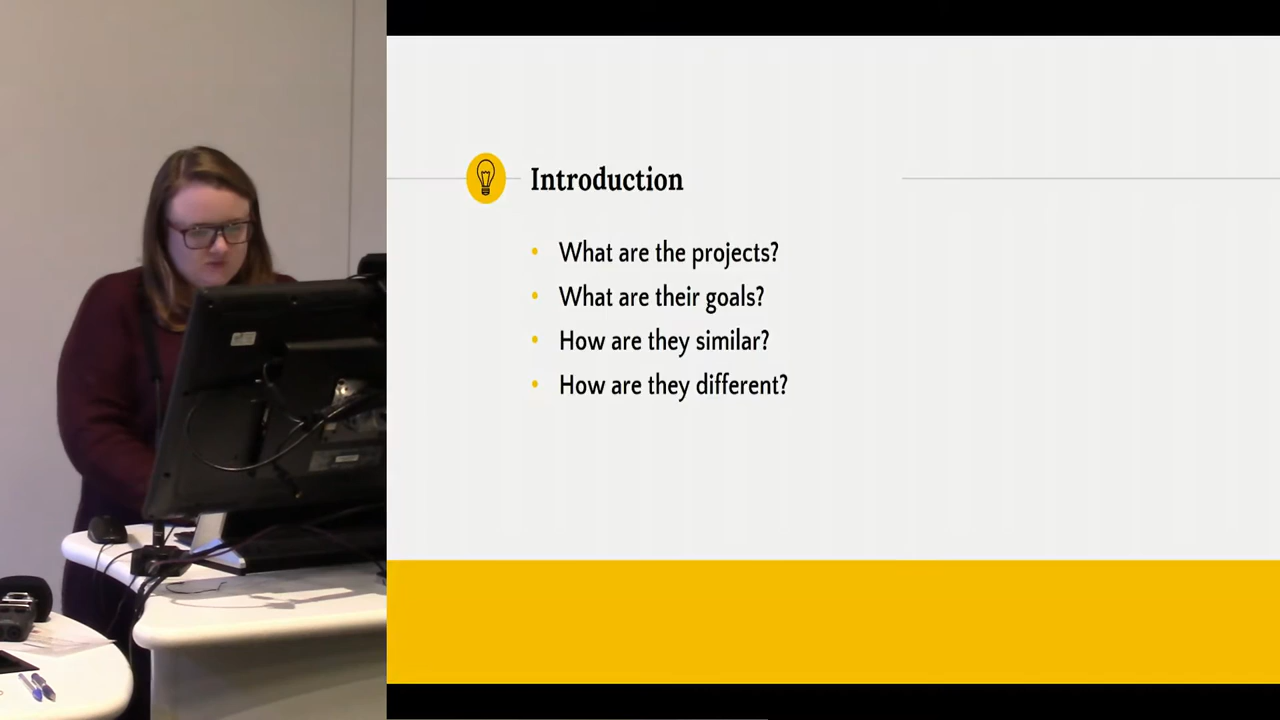 Introduction
• What are the projects?
• What are their goals?
• How are they similar?
• How are they different?